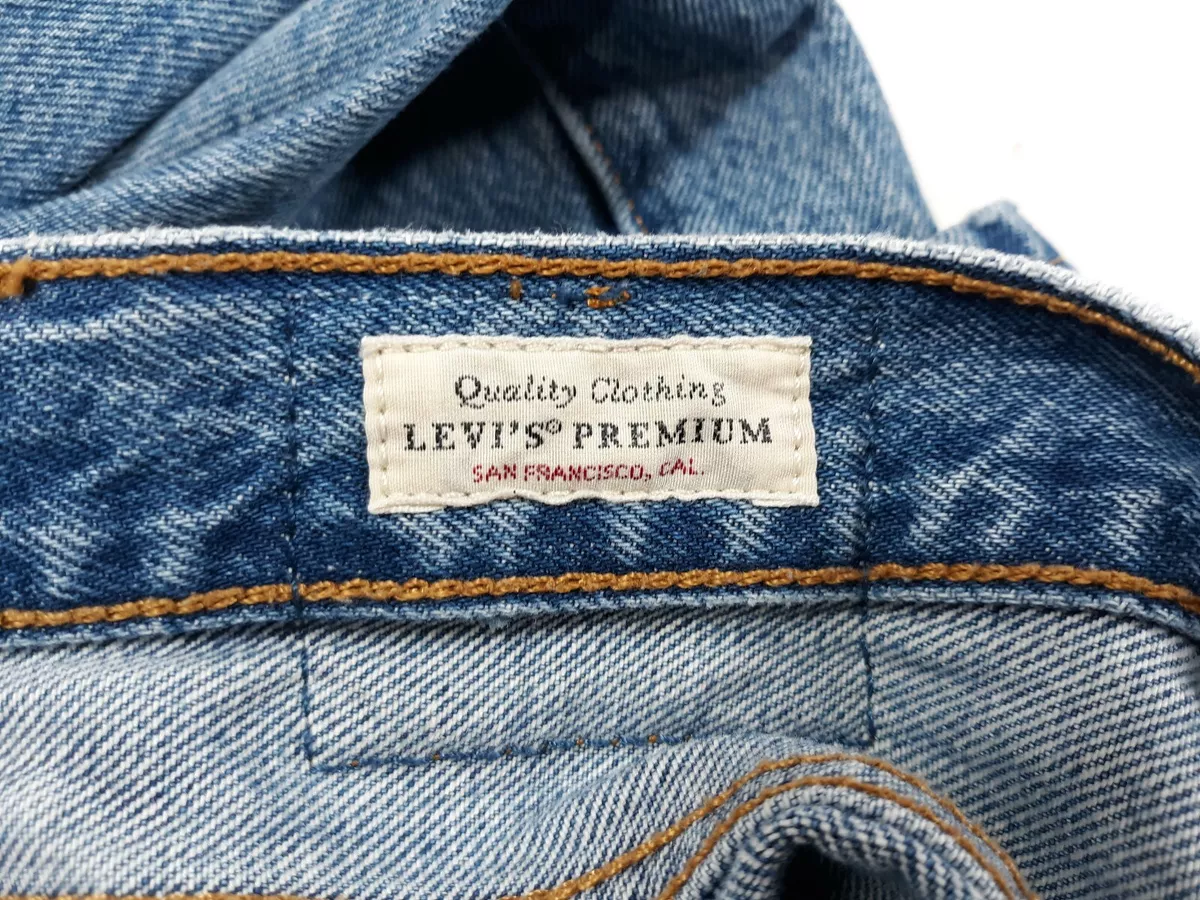 Quality Clothing
LEVI'S® PREMIUM
SAN FRANCISCO, CAL.